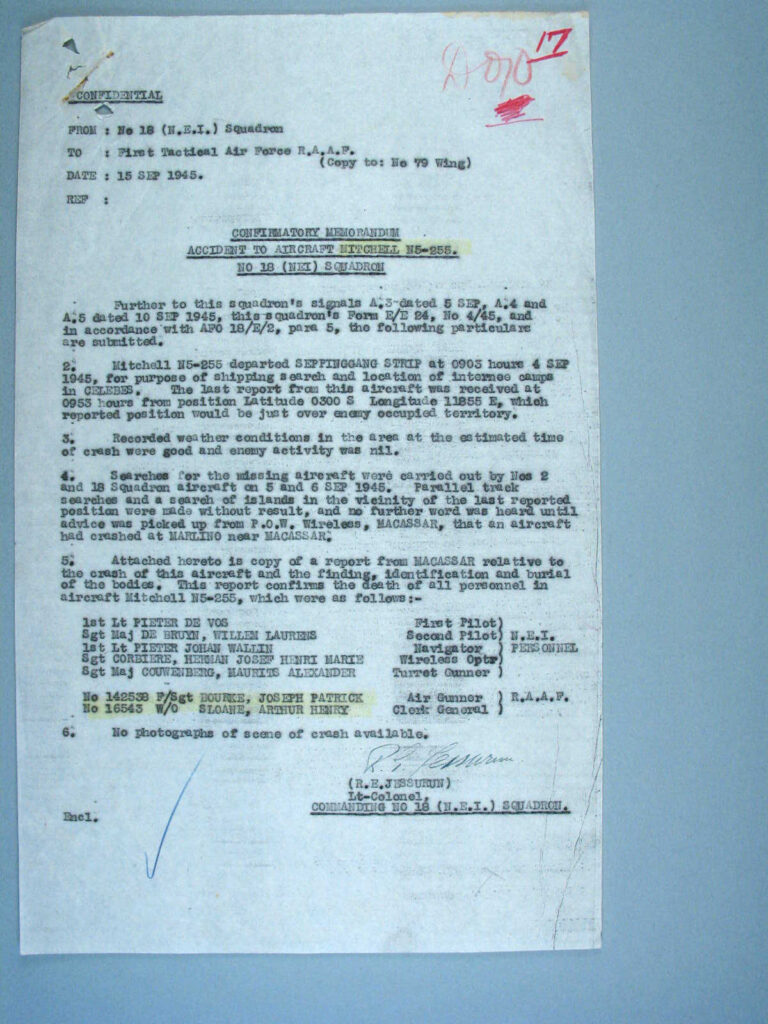 17
CONFIDENTIAL
FROM : No 18 (N.E.I.) Squadron
TO : First Tactical Air Force R.A.A.F.
(Copy to: No 79 Wing)
DATE : 15 SEP 1945.
REF :
CONFIRMATORY MEMORANDUM
ACCIDENT TO AIRCRAFT MITCHELL N5-255.
NO 18 (NEI) SQUADRON
Further to this squadron's signals A.3 dated 5 SEP, A.4 and
A.5 dated 10 SEP 1945, this squadron's Form E/E 24, No 4/45, and
in accordance with AFO 18/E/2, para 5, the following particulars
are submitted.
2. Mitchell N5-255 departed SEPPINGGANG STRIP at 0903 hours 4 SEP
1945, for purpose of shipping search and location of internee camps
in CELEBES. The last report from this aircraft was received at
0953 hours from position Latitude 0300 S Longitude 11855 E, which
reported position would be just over enemy occupied territory.
3. Recorded weather conditions in the area at the estimated time
of crash were good and enemy activity was nil.
4. Searches for the missing aircraft were carried out by Nos 2
and 18 Squadron aircraft on 5 and 6 SEP 1945. Parallel track
searches and a search of islands in the vicinity of the last reported
position were made without result, and no further word was heard until
advice was picked up from P.O.W. Wireless, MACASSAR, that an aircraft
had crashed at MARLINO near MACASSAR.
5. Attached hereto is copy of a report from MACASSAR relative to
the crash of this aircraft and the finding, identification and burial
of the bodies. This report confirms the death of all personnel in
aircraft Mitchell N5-255, which were as follows:-
1st Lt PIETER DE VOS First Pilot)
Sgt Maj DE BRUYN, WILLEM LAURENS Second Pilot) N.E.I.
1st Lt PIETER JOHAN WALLIN Navigator ) PERSONNEL
Sgt CORBIERE, HERMAN JOSEF HENRI MARIE Wireless Optr)
Sgt Maj COUWENBERG, MAURITS ALEXANDER Turret Gunner )
No 142538 F/Sgt BOURKE, JOSEPH PATRICK Air Gunner ) R.A.A.F.
No 16543 W/O SLOANE, ARTHUR HENRY Clerk General )
6. No photographs of scene of crash available.
R.E. Jessurun
(R.E.JESSURUN)
Lt-Colonel,
COMMANDING NO 18 (N.E.I.) SQUADRON.
Encl.